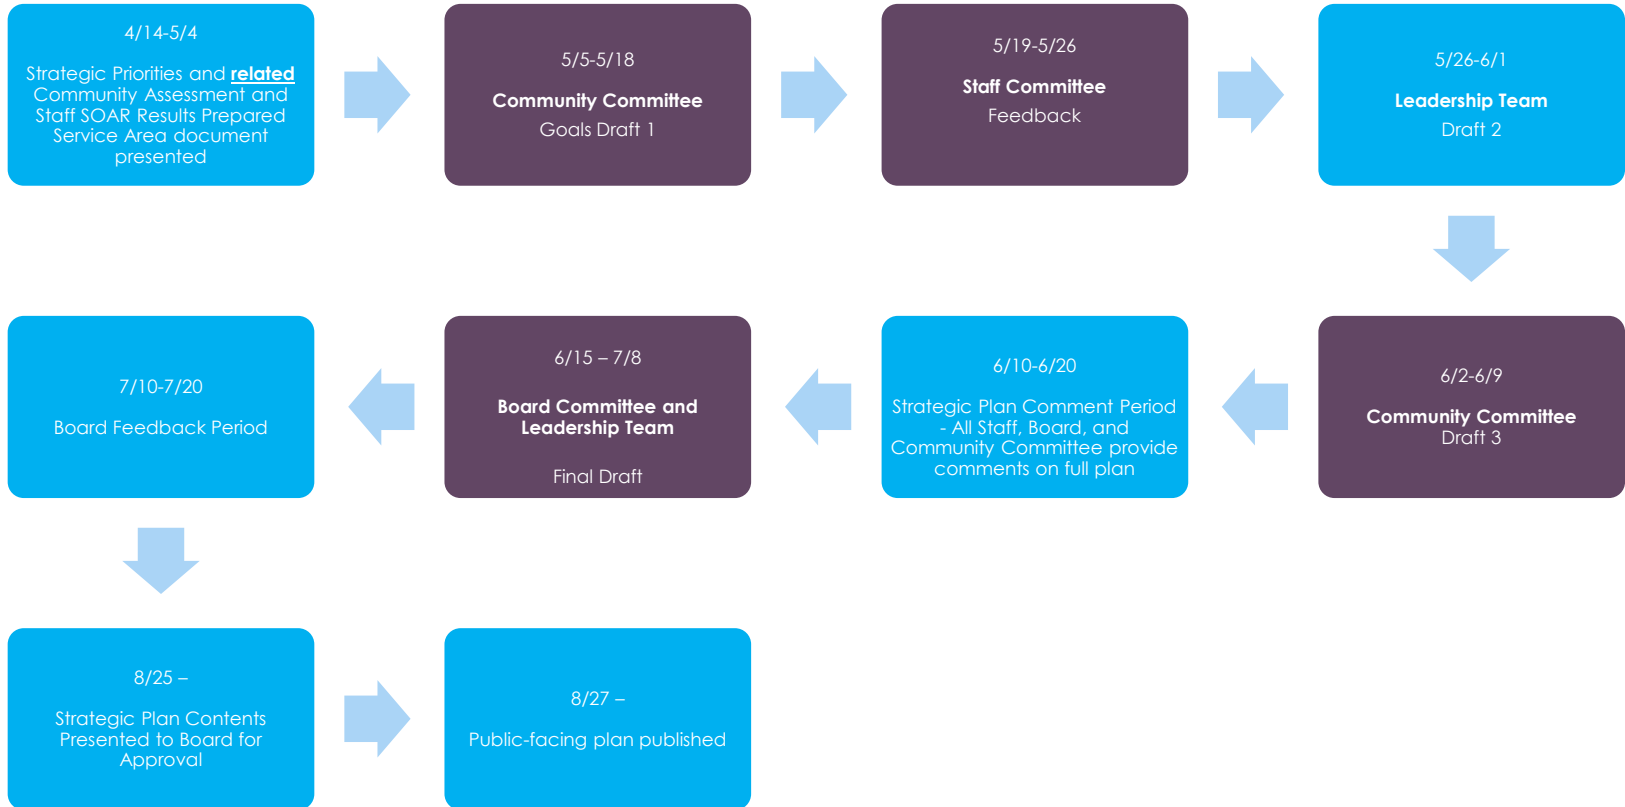 4/14-5/4
Strategic Priorities and related
Community Assessment and
Staff SOAR Results Prepared
Service Area document
presented
5/5-5/18
Community Committee
Goals Draft 1
5/19-5/26
Staff Committee
Feedback
5/26-6/1
Leadership Team
Draft 2
6/2-6/9
Community Committee
Draft 3
6/10-6/20
Strategic Plan Comment Period
- All Staff, Board, and
Community Committee provide
comments on full plan
6/15 – 7/8
Board Committee and
Leadership Team
Final Draft
7/10-7/20
Board Feedback Period
8/25 –
Strategic Plan Contents
Presented to Board for
Approval
8/27 –
Public-facing plan published